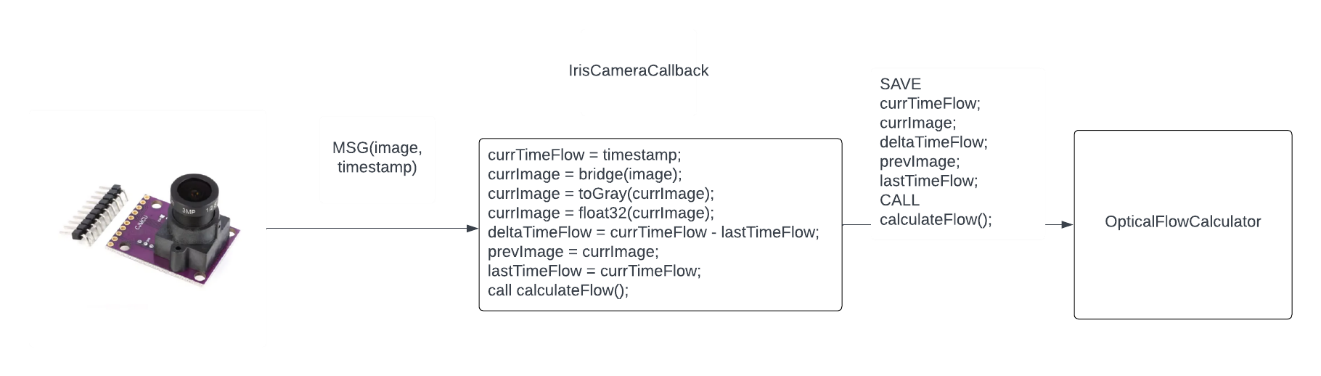 IrisCameraCallback
MSG(image,
timestamp)
currTimeFlow = timestamp;
currImage = bridge(image);
currImage = toGray(currImage);
currImage = float32(currImage);
deltaTimeFlow = currTimeFlow - lastTimeFlow;
prevImage = currImage;
lastTimeFlow = currTimeFlow;
call calculateFlow();
SAVE
currTimeFlow;
currImage;
deltaTimeFlow;
prevImage;
lastTimeFlow;
CALL
calculateFlow();
OpticalFlowCalculator
3MP